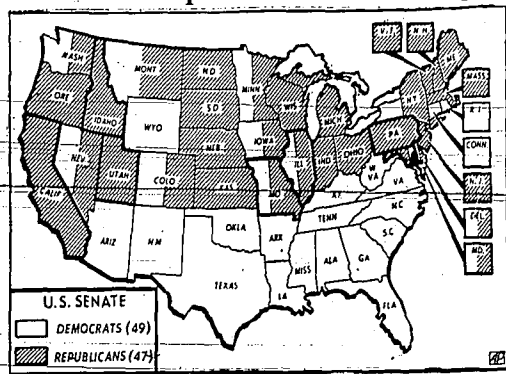 WASH
MONT
ND
MINN
V.T.
N.H.
ME
ORE
IDAHO
WYO
SD
WIS
MICH
NY
MASS
R.I.
CONN
NEV
UTAH
COLO
NEB
IOWA
ILL
IND
OHIO
PA
N.J.
CALIF
KAS
MO
W
VA
VA
KY
DEL
MD
ARIZ
NM
OKLA
ARK
TENN
NC
SC
TEXAS
LA
MISS
ALA
GA
FLA
U.S. SENATE
DEMOCRATS (49)
REPUBLICANS (47)
AP